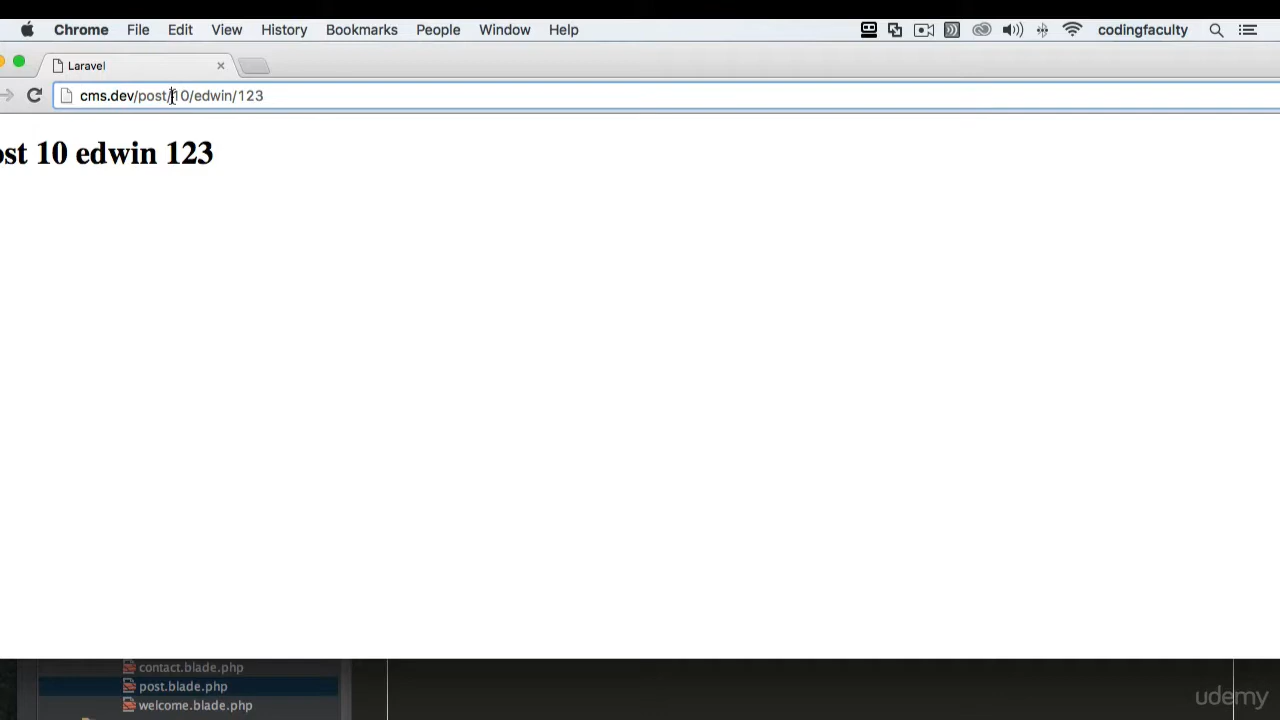 Chrome File Edit View History Bookmarks People Window Help codingfaculty
Laravel
cms.dev/post/10/edwin/123
ost 10 edwin 123
contact.blade.php
post.blade.php
welcome.blade.php
udemy